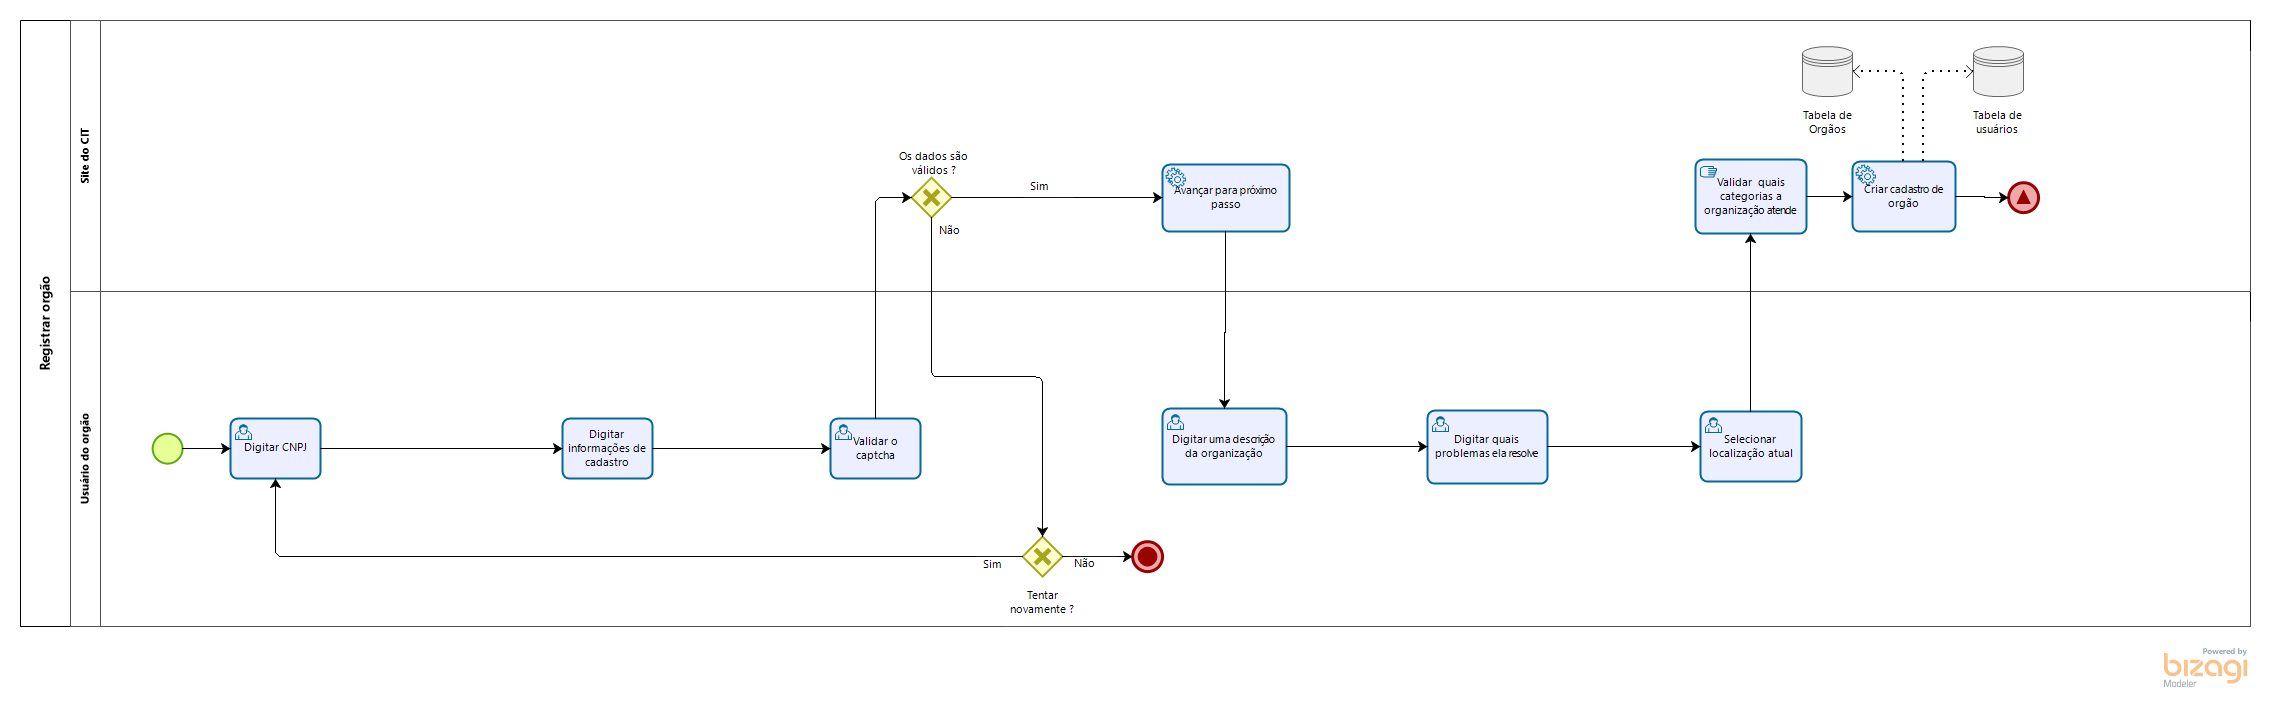 Registrar orgão
Site do CIT
Usuário do orgão
Os dados são
válidos ?
Sim
Não
Avançar para próximo
passo
Tabela de
Orgãos
Tabela de
usuários
Validar  quais
categorias a
organização atende
Criar cadastro de
orgão
Digitar CNPJ
Digitar
informações de
cadastro
Validar o
captcha
Digitar uma descrição
da organização
Digitar quais
problemas ela resolve
Selecionar
localização atual
Sim
Não
Tentar
novamente ?
Powered by
bizagi
Modeler